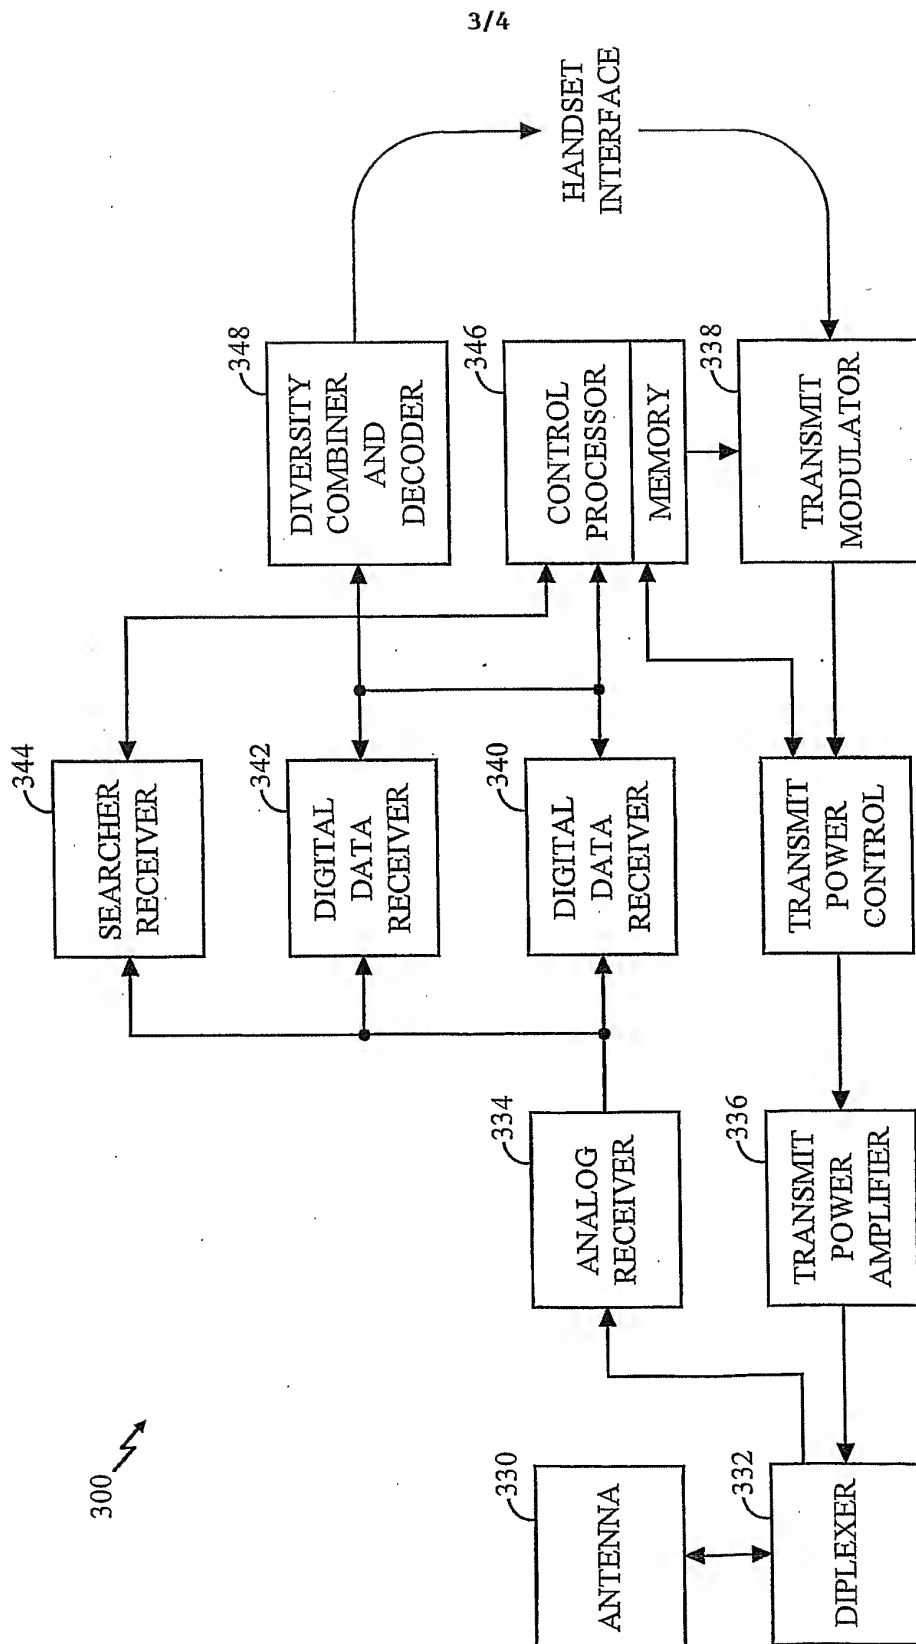 3/4
300
344
SEARCHER
RECEIVER
342
DIGITAL
DATA
RECEIVER
340
DIGITAL
DATA
RECEIVER
348
DIVERSITY
COMBINER
AND
DECODER
346
CONTROL
PROCESSOR
MEMORY
338
TRANSMIT
MODULATOR
HANDSET
INTERFACE
334
ANALOG
RECEIVER
330
ANTENNA
332
DIPLEXER
336
TRANSMIT
POWER
AMPLIFIER
TRANSMIT
POWER
CONTROL